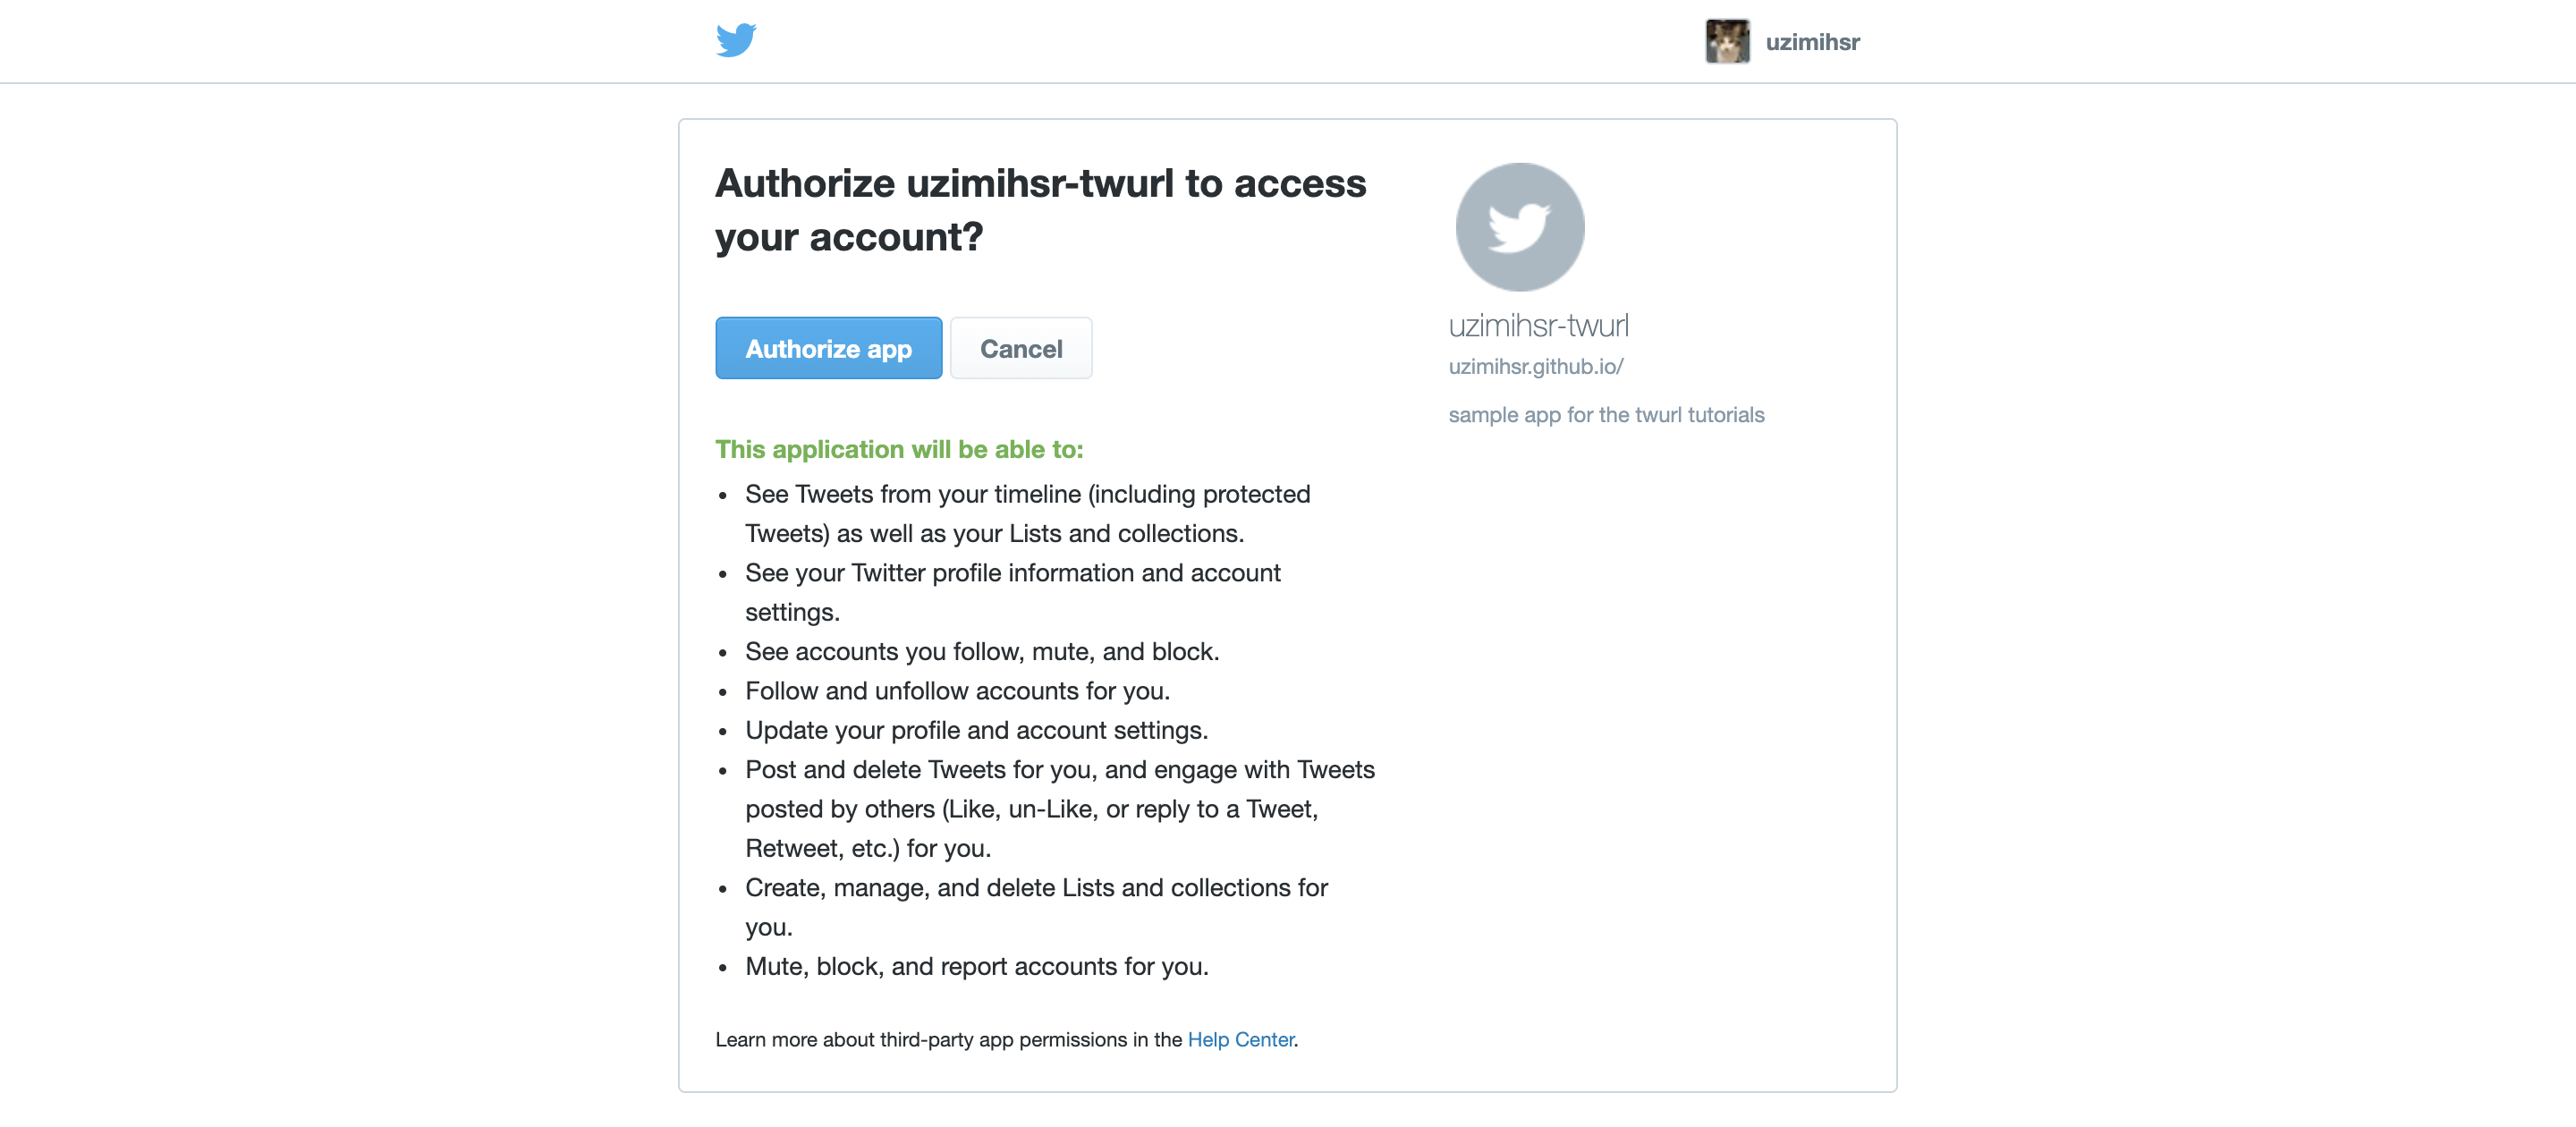 uzimihsr
Authorize uzimihsr-twurl to access
your account?
Authorize app
Cancel
This application will be able to:
• See Tweets from your timeline (including protected
Tweets) as well as your Lists and collections.
• See your Twitter profile information and account
settings.
• See accounts you follow, mute, and block.
• Follow and unfollow accounts for you.
• Update your profile and account settings.
• Post and delete Tweets for you, and engage with Tweets
posted by others (Like, un-Like, or reply to a Tweet,
Retweet, etc.) for you.
• Create, manage, and delete Lists and collections for
you.
• Mute, block, and report accounts for you.
Learn more about third-party app permissions in the Help Center.
uzimihsr-twurl
uzimihsr.github.io/
sample app for the twurl tutorials